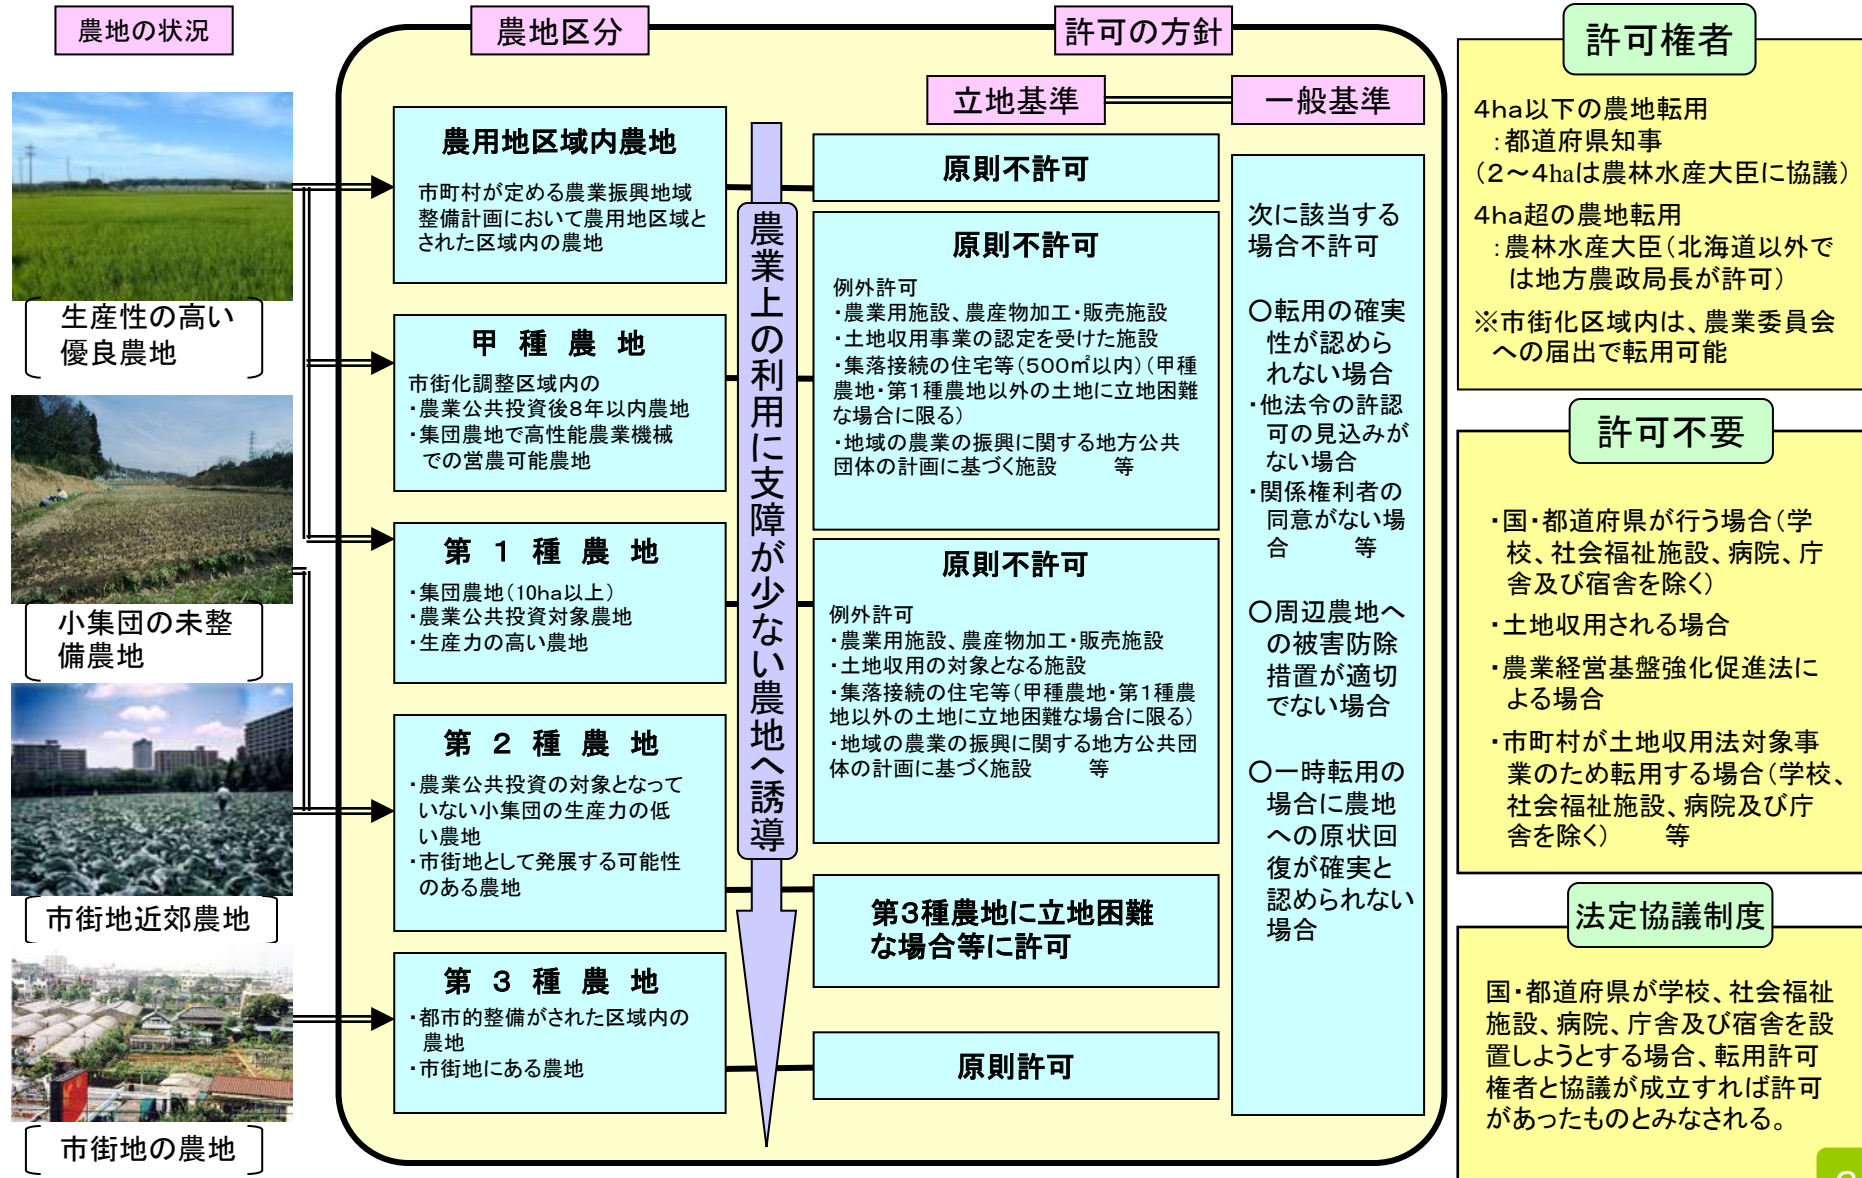 農地の状況
生産性の高い
優良農地
小集団の未整
備農地
市街地近郊農地
市街地の農地
農地区分
農用地区域内農地
市町村が定める農業振興地域
整備計画において農用地区域と
された区域内の農地
甲 種 農 地
市街化調整区域内の
・農業公共投資後8年以内農地
・集団農地で高性能農業機械
での営農可能農地
第 1 種 農 地
・集団農地(10ha以上)
・農業公共投資対象農地
・生産力の高い農地
第 2 種 農 地
・農業公共投資の対象となって
いない小集団の生産力の低
い農地
・市街地として発展する可能性
のある農地
第 3 種 農 地
・都市的整備がされた区域内の
農地
・市街地にある農地
農業上の利用に支障が少ない農地へ誘導
許可の方針
立地基準
原則不許可
原則不許可
例外許可
・農業用施設、農産物加工・販売施設
・土地収用事業の認定を受けた施設
・集落接続の住宅等(500㎡以内)(甲種
農地・第1種農地以外の土地に立地困難
な場合に限る)
・地域の農業の振興に関する地方公共
団体の計画に基づく施設 等
原則不許可
例外許可
・農業用施設、農産物加工・販売施設
・土地収用の対象となる施設
・集落接続の住宅等(甲種農地・第1種農
地以外の土地に立地困難な場合に限る)
・地域の農業の振興に関する地方公共団
体の計画に基づく施設 等
第3種農地に立地困難
な場合等に許可
原則許可
一般基準
次に該当する
場合不許可
○転用の確実
性が認めら
れない場合
・他法令の許認
可の見込みが
ない場合
・関係権利者の
同意がない場
合 等
○周辺農地へ
の被害防除
措置が適切
でない場合
○一時転用の
場合に農地
への原状回
復が確実と
認められない
場合
許可権者
4ha以下の農地転用
:都道府県知事
(2~4haは農林水産大臣に協議)
4ha超の農地転用
:農林水産大臣(北海道以外で
は地方農政局長が許可)
※市街化区域内は、農業委員会
への届出で転用可能
許可不要
・国・都道府県が行う場合(学
校、社会福祉施設、病院、庁
舎及び宿舎を除く)
・土地収用される場合
・農業経営基盤強化促進法に
よる場合
・市町村が土地収用法対象事
業のため転用する場合(学校、
社会福祉施設、病院及び庁
舎を除く) 等
法定協議制度
国・都道府県が学校、社会福祉
施設、病院、庁舎及び宿舎を設
置しようとする場合、転用許可
権者と協議が成立すれば許可
があったものとみなされる。